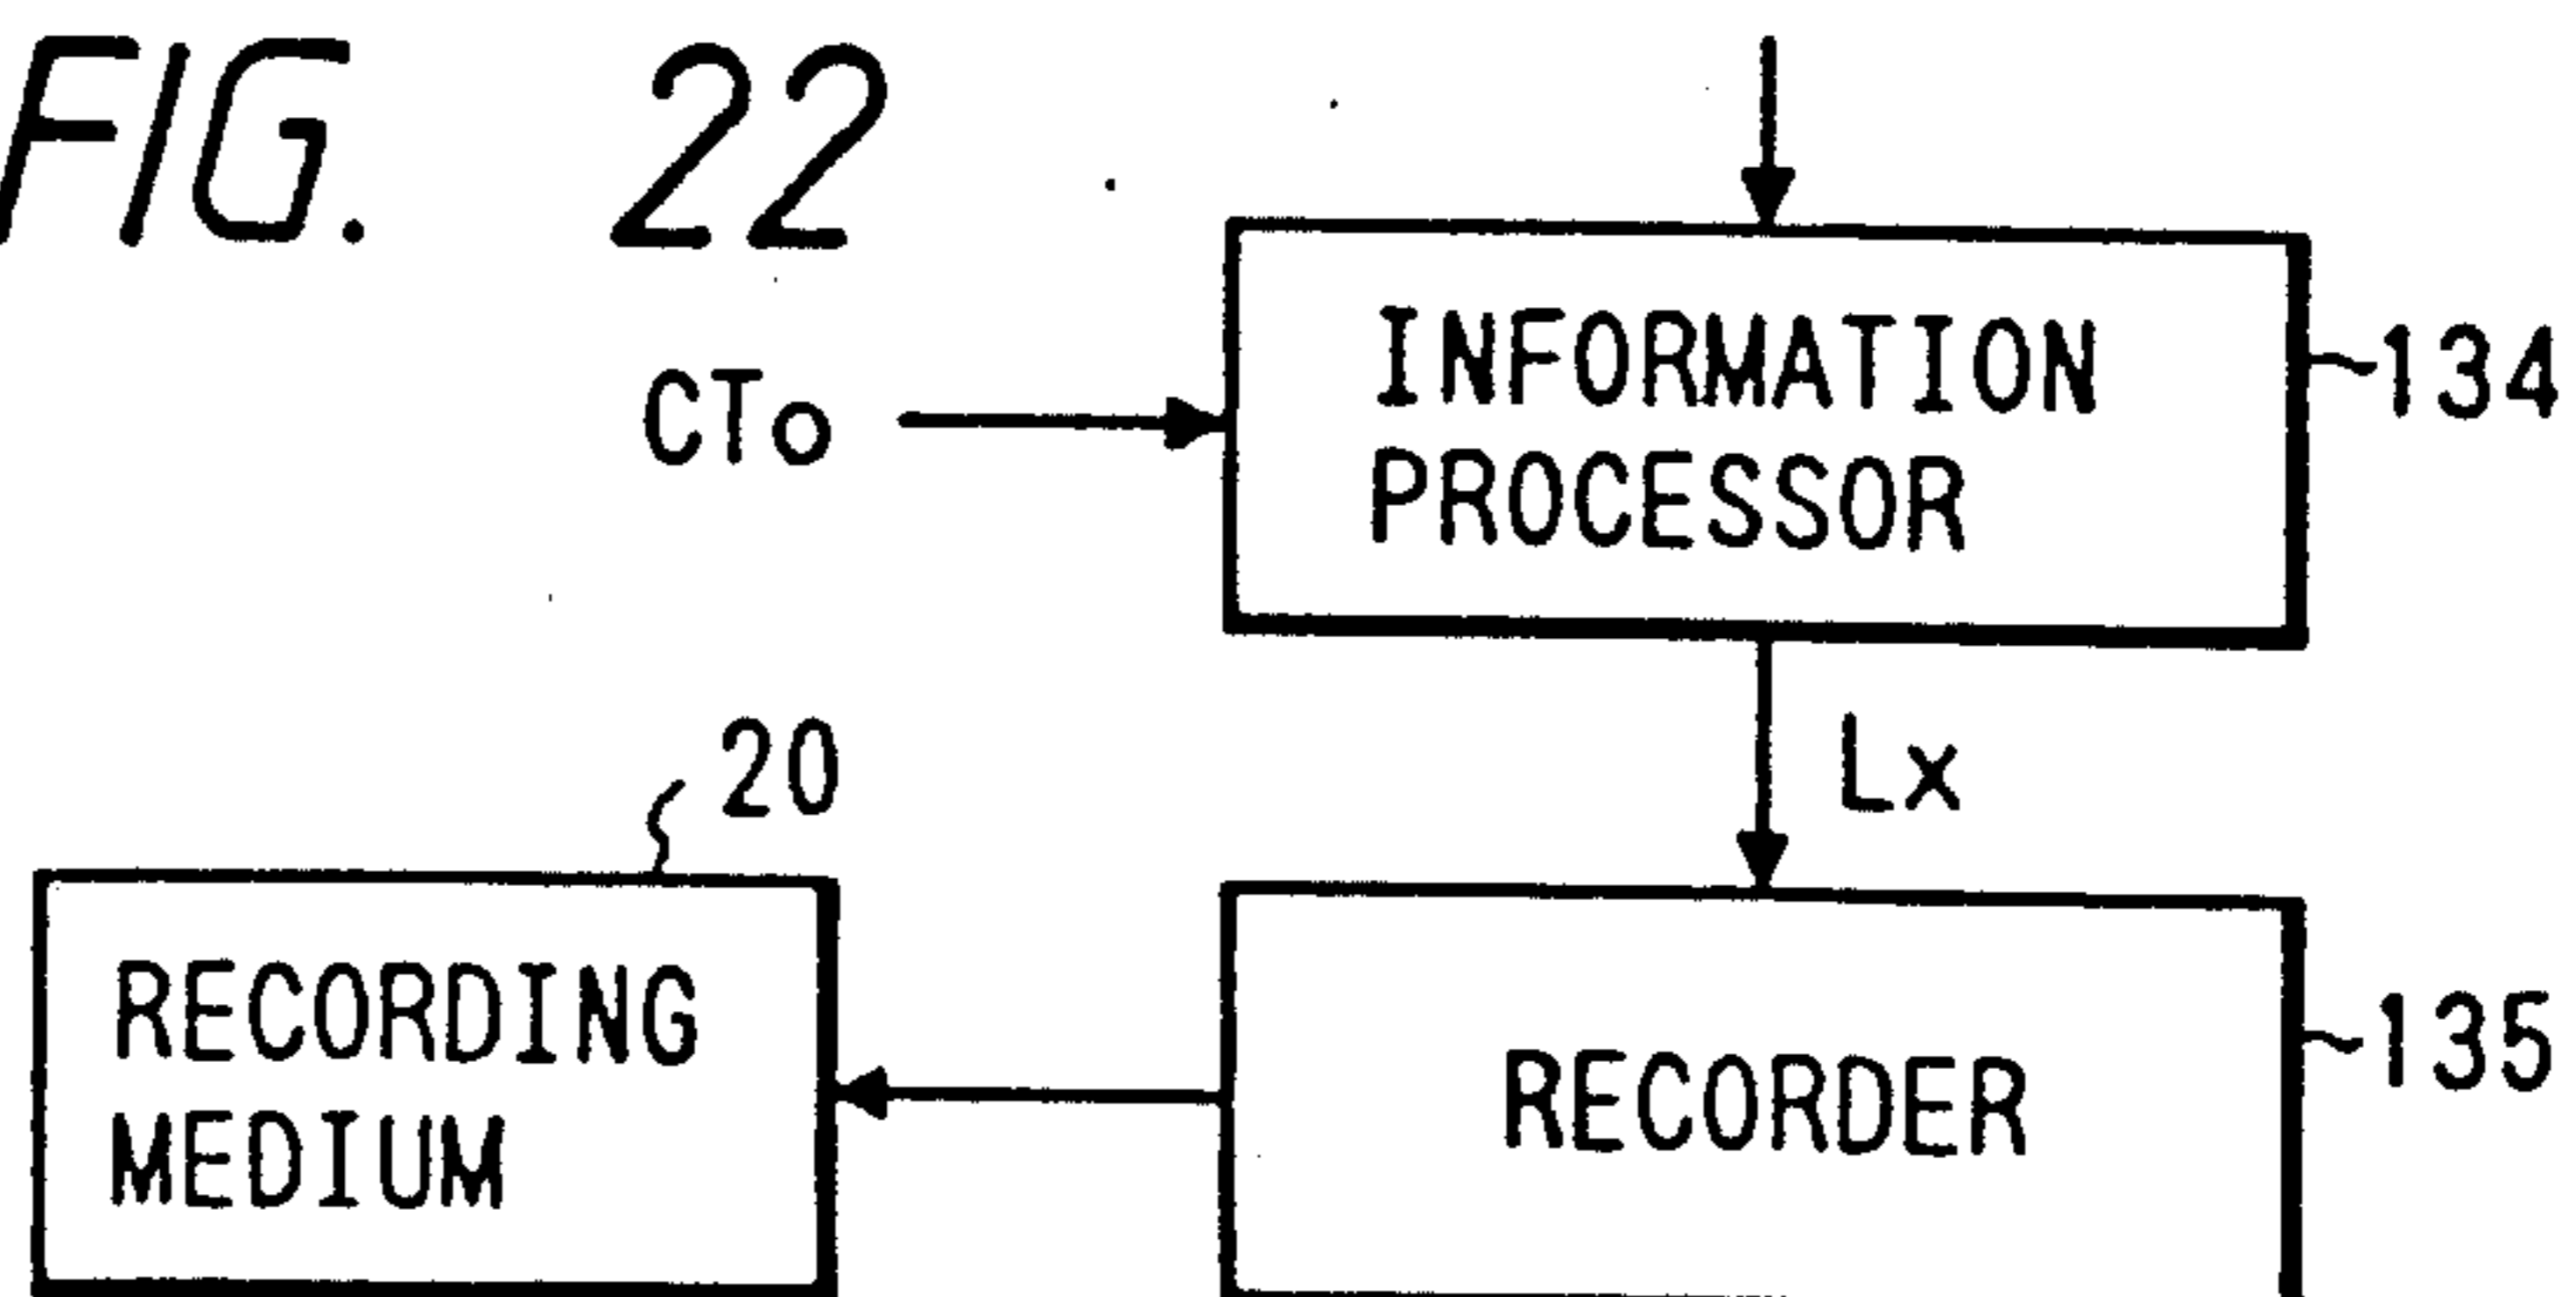 FIG. 22
INFORMATION
PROCESSOR
134
CTo
Lx
20
RECORDING
MEDIUM
RECORDER
135